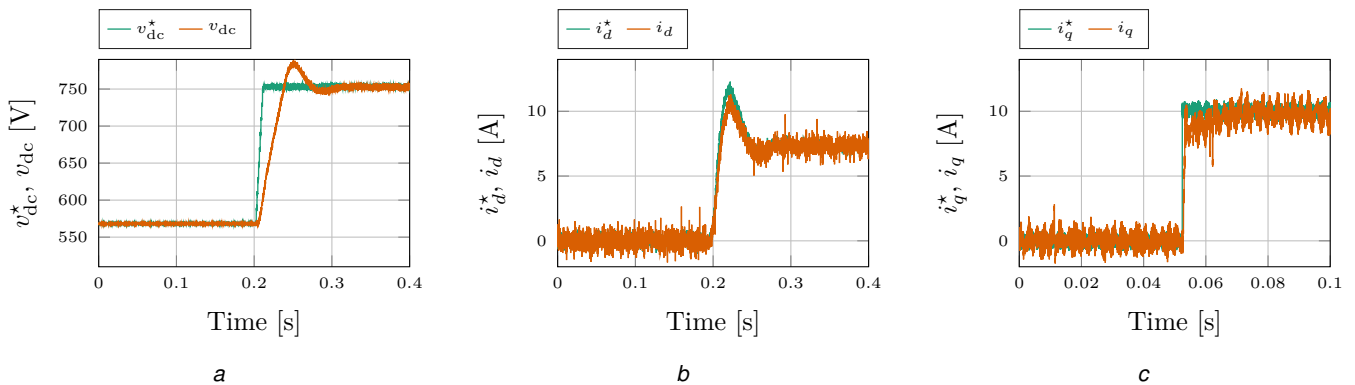 v⋆dc vdc
v⋆dc, vdc [V]
750
700
650
600
550
0 0.1 0.2 0.3 0.4
Time [s]
a
i⋆d id
i⋆d, id [A]
10
5
0
0 0.1 0.2 0.3 0.4
Time [s]
b
i⋆q iq
i⋆q, iq [A]
10
5
0
0 0.02 0.04 0.06 0.08 0.1
Time [s]
c